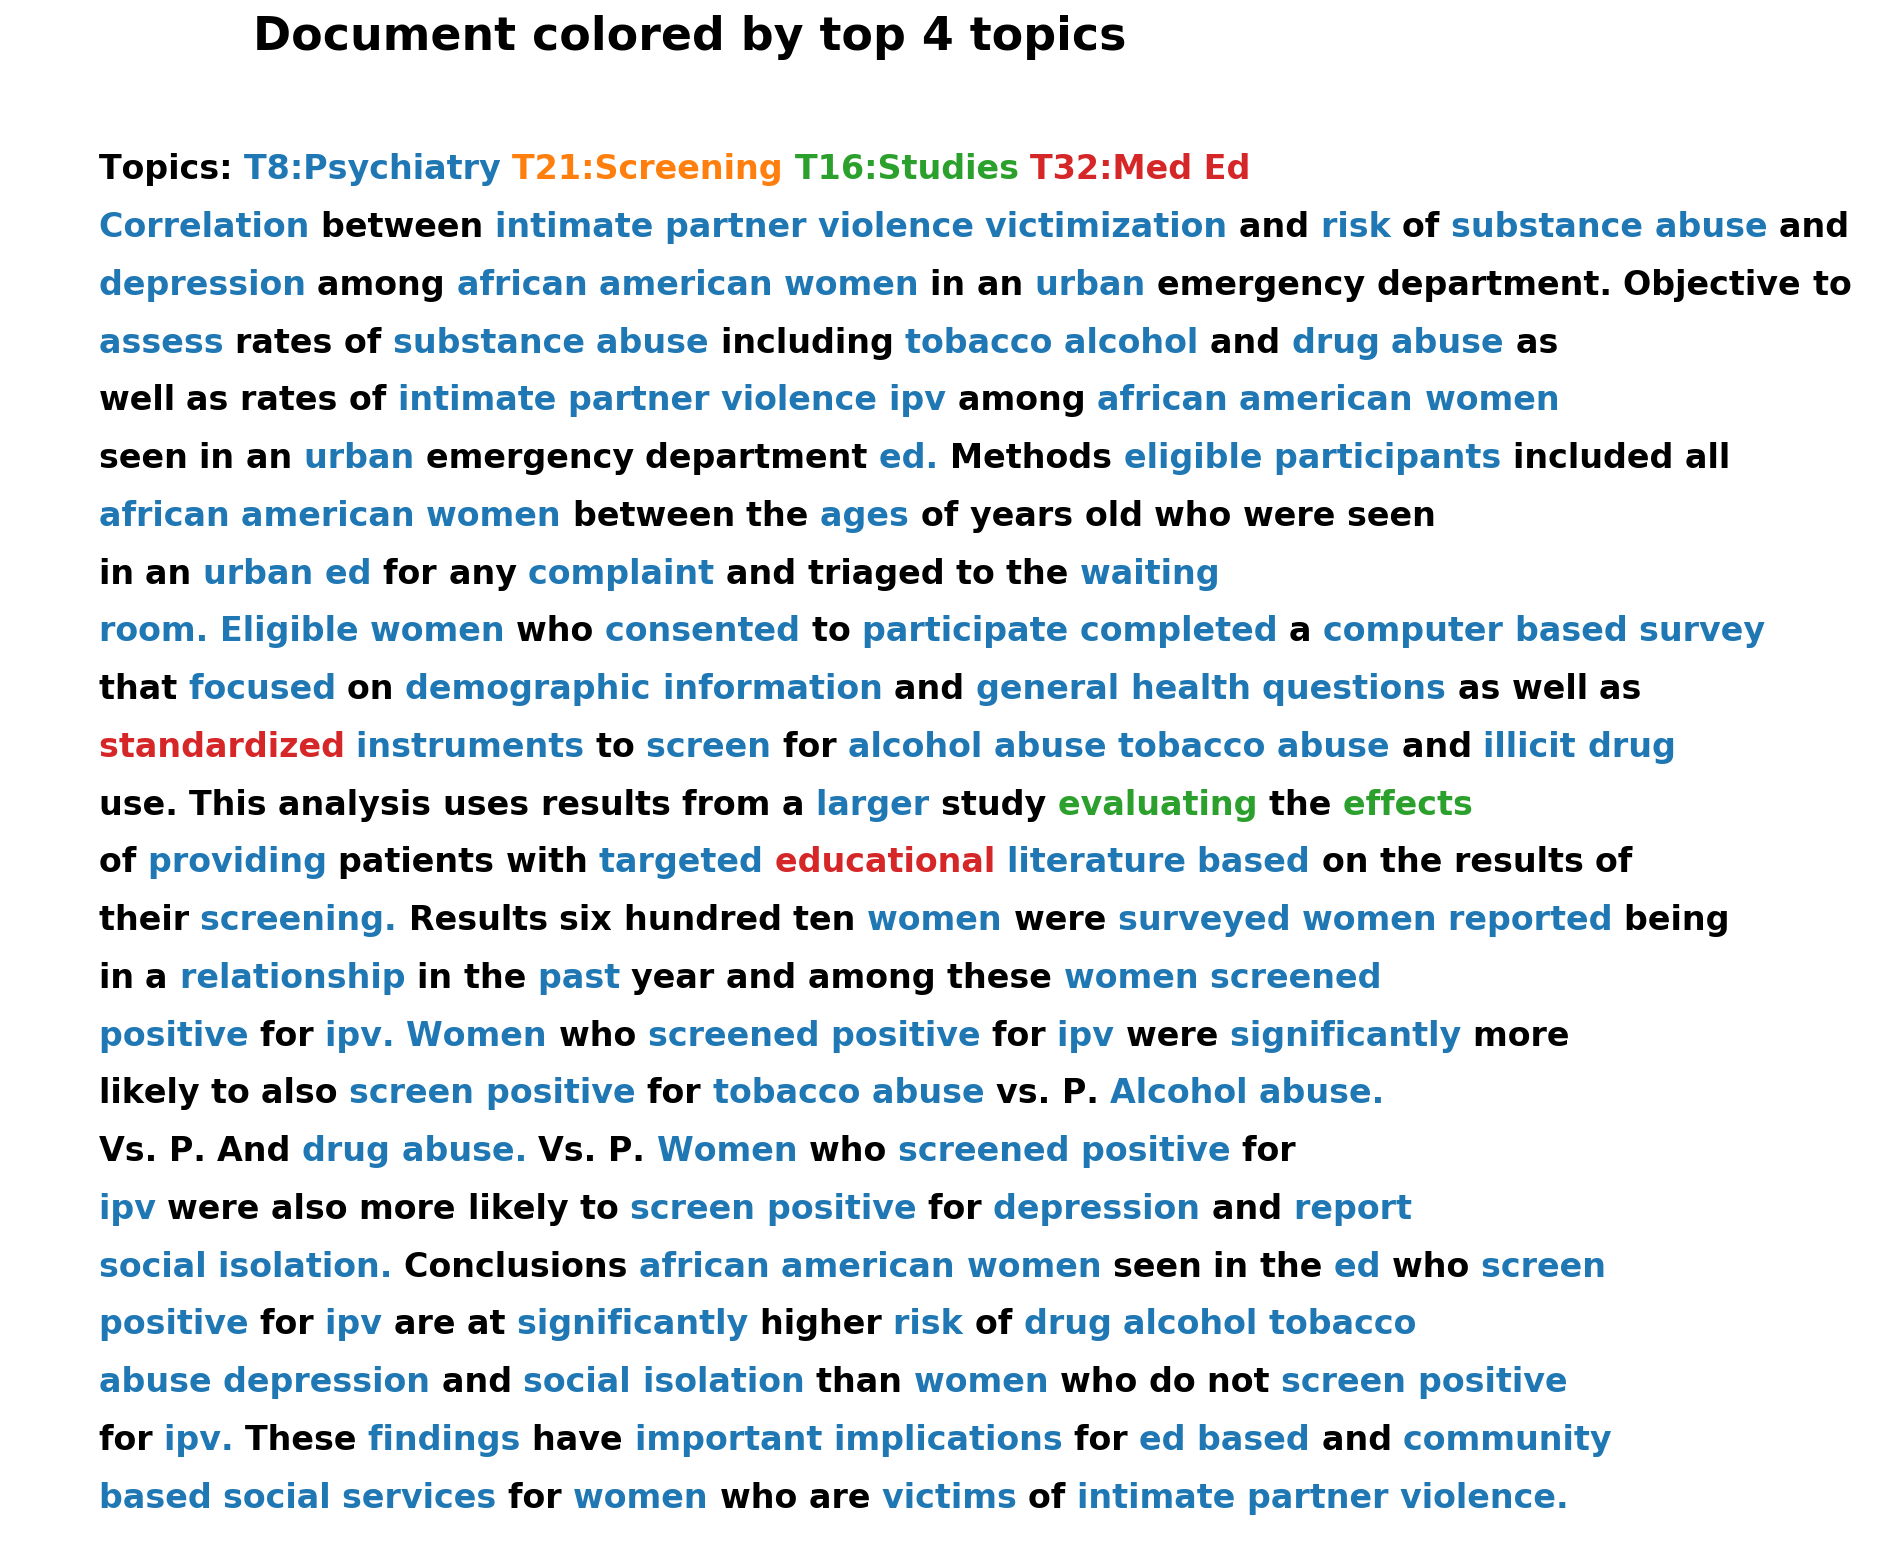 Document colored by top 4 topics
Topics: T8:Psychiatry T21:Screening T16:Studies T32:Med Ed
Correlation between intimate partner violence victimization and risk of substance abuse and
depression among african american women in an urban emergency department. Objective to
assess rates of substance abuse including tobacco alcohol and drug abuse as
well as rates of intimate partner violence ipv among african american women
seen in an urban emergency department ed. Methods eligible participants included all
african american women between the ages of years old who were seen
in an urban ed for any complaint and triaged to the waiting
room. Eligible women who consented to participate completed a computer based survey
that focused on demographic information and general health questions as well as
standardized instruments to screen for alcohol abuse tobacco abuse and illicit drug
use. This analysis uses results from a larger study evaluating the effects
of providing patients with targeted educational literature based on the results of
their screening. Results six hundred ten women were surveyed women reported being
in a relationship in the past year and among these women screened
positive for ipv. Women who screened positive for ipv were significantly more
likely to also screen positive for tobacco abuse vs. P. Alcohol abuse.
Vs. P. And drug abuse. Vs. P. Women who screened positive for
ipv were also more likely to screen positive for depression and report
social isolation. Conclusions african american women seen in the ed who screen
positive for ipv are at significantly higher risk of drug alcohol tobacco
abuse depression and social isolation than women who do not screen positive
for ipv. These findings have important implications for ed based and community
based social services for women who are victims of intimate partner violence.